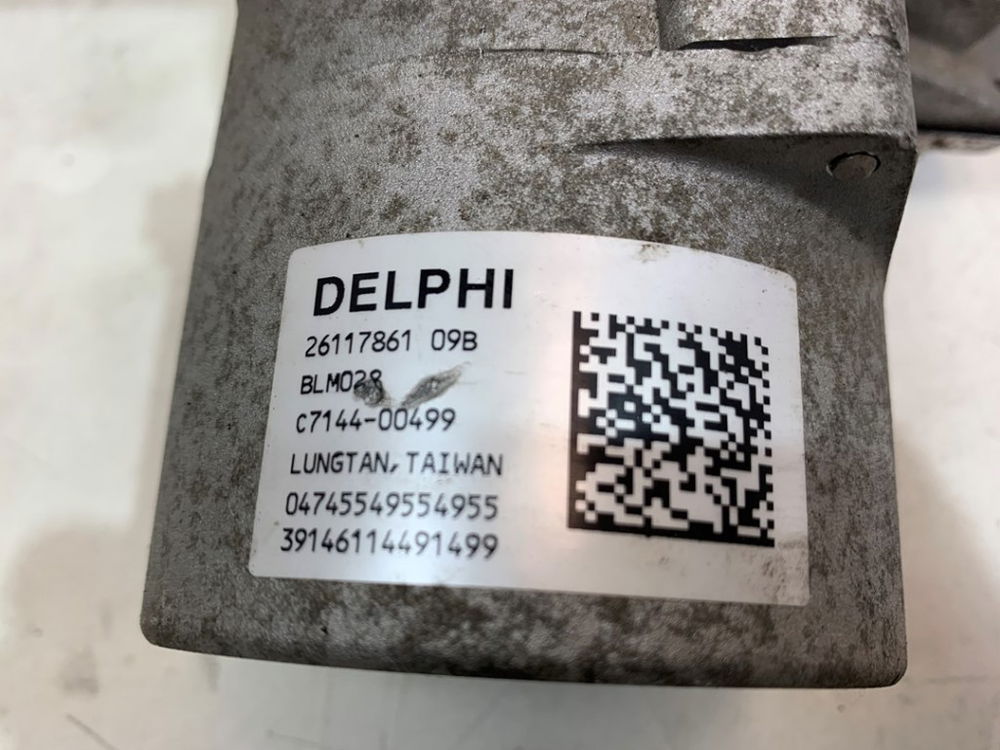 DELPHI
26117861 09B
BLM028
C7144-00499
LUNGTAN, TAIWAN
04745549554955
39146114491499